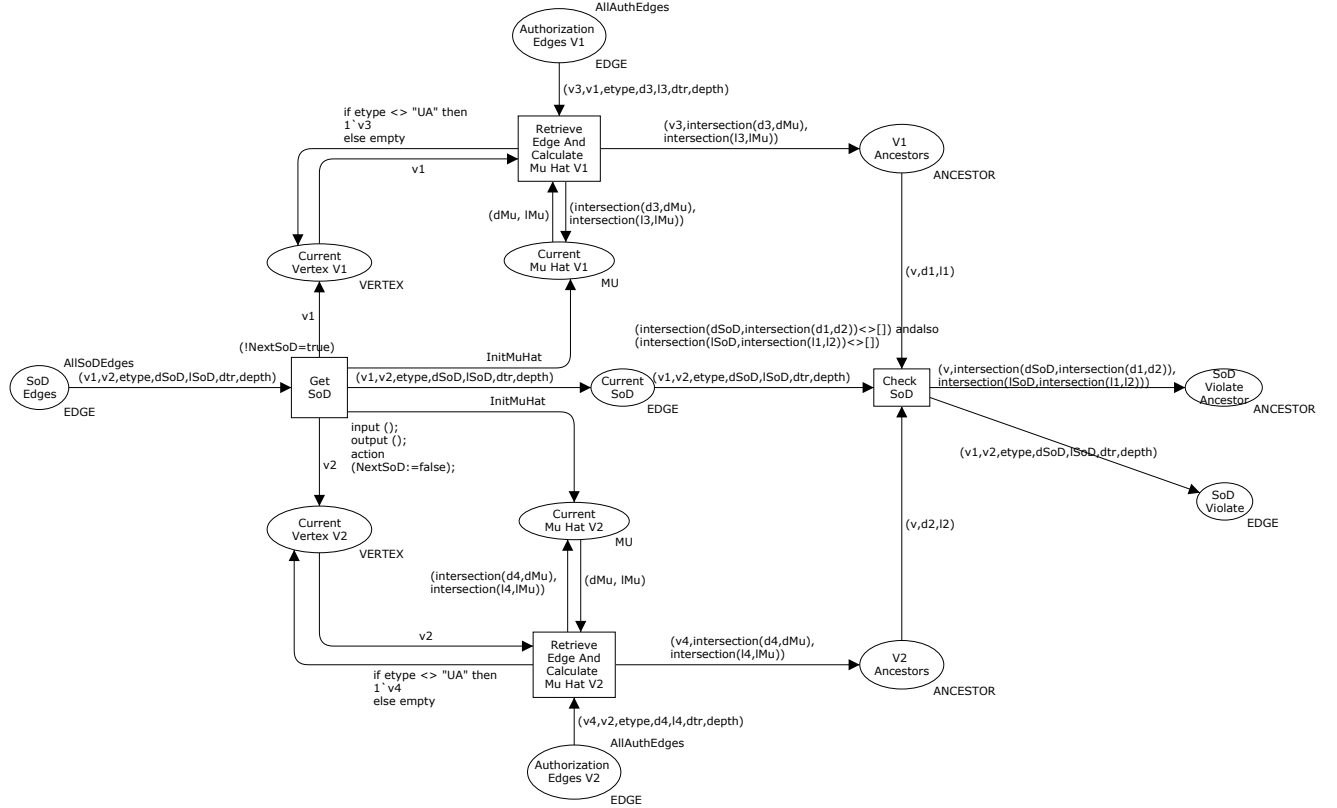 AllAuthEdges
Authorization
Edges V1
EDGE
(v3,v1,etype,d3,l3,dtr,depth)
if etype <> "UA" then
1`v3
else empty
Retrieve
Edge And
Calculate
Mu Hat V1
(v3,intersection(d3,dMu),
intersection(l3,lMu))
V1
Ancestors
ANCESTOR
v1
(dMu, lMu)
(intersection(d3,dMu),
intersection(l3,lMu))
Current
Vertex V1
VERTEX
Current
Mu Hat V1
MU
(v,d1,l1)
v1
(!NextSoD=true)
(intersection(dSoD,intersection(d1,d2))<>[]) andalso
(intersection(lSoD,intersection(l1,l2))<>[])
InitMuHat
AllSoDEdges
SoD
Edges
EDGE
(v1,v2,etype,dSoD,lSoD,dtr,depth)
Get
SoD
(v1,v2,etype,dSoD,lSoD,dtr,depth)
Current
SoD
EDGE
(v1,v2,etype,dSoD,lSoD,dtr,depth)
Check
SoD
(v,intersection(dSoD,intersection(d1,d2)),
intersection(lSoD,intersection(l1,l2)))
SoD
Violate
Ancestor
ANCESTOR
InitMuHat
input ();
output ();
action
(NextSoD:=false);
v2
(v1,v2,etype,dSoD,lSoD,dtr,depth)
SoD
Violate
EDGE
Current
Vertex V2
VERTEX
Current
Mu Hat V2
MU
(v,d2,l2)
(intersection(d4,dMu),
intersection(l4,lMu))
(dMu, lMu)
v2
Retrieve
Edge And
Calculate
Mu Hat V2
(v4,intersection(d4,dMu),
intersection(l4,lMu))
V2
Ancestors
ANCESTOR
if etype <> "UA" then
1`v4
else empty
(v4,v2,etype,d4,l4,dtr,depth)
AllAuthEdges
Authorization
Edges V2
EDGE